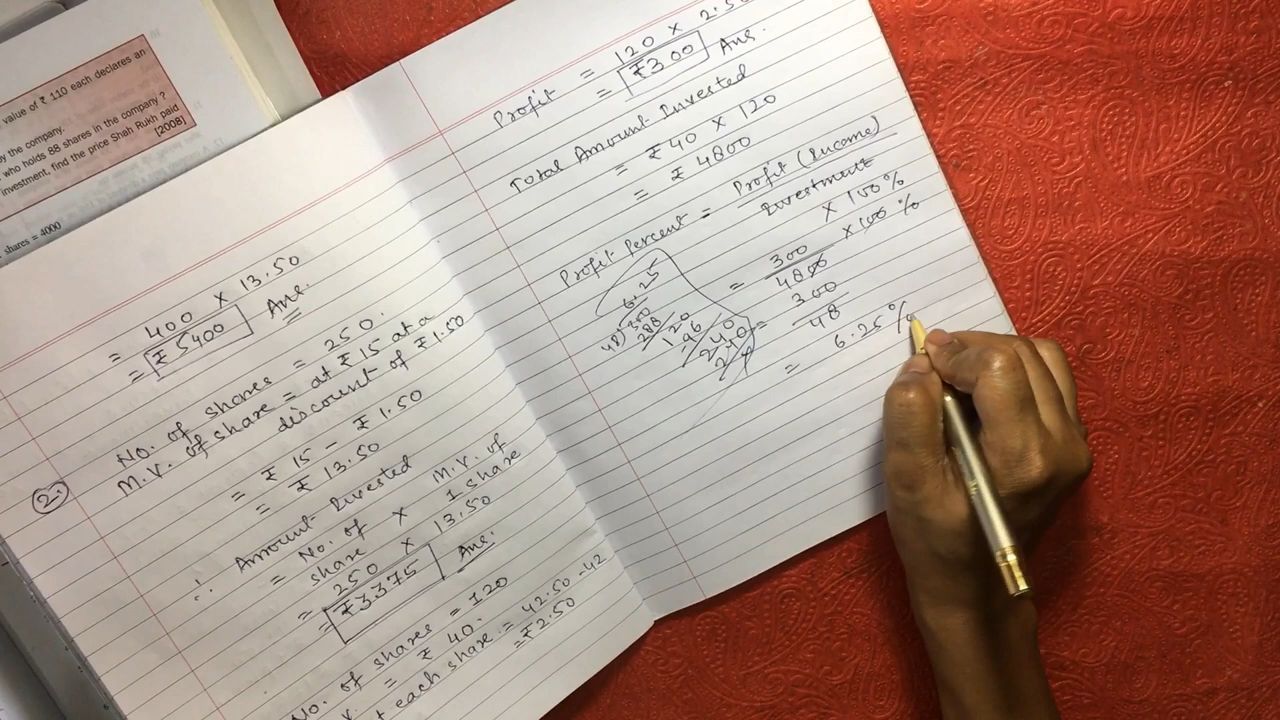 value of ₹ 110 each declares an
by the company.
who holds 88 shares in the company ?
investment, find the price Shah Rukh paid
[2008]
shares = 4000
= 400 × 13.50
= ₹ 5400 Ans.
2. No. of shares = 250.
M.V. of share = at ₹ 15 at a
discount of ₹1.50
= ₹ 15 – ₹ 1.50
= ₹ 13.50
∴ Amount Invested
= No. of × M.V. of
share 1 share
= 250 × 13.50
= ₹3375 Ans.
No. of shares = 120
= ₹ 40.
each share = 42.50 - 42
= ₹2.50
Profit = 120 × 2.50
= ₹300 Ans.
Total Amount Invested
= ₹ 40 × 120
= ₹ 4800
Profit Percent = Profit (Income)
Investment
× 100%
= 300 × 100 %
4800
= 300
48
= 6.25%
6.25
48)300
288
120
96
240
240